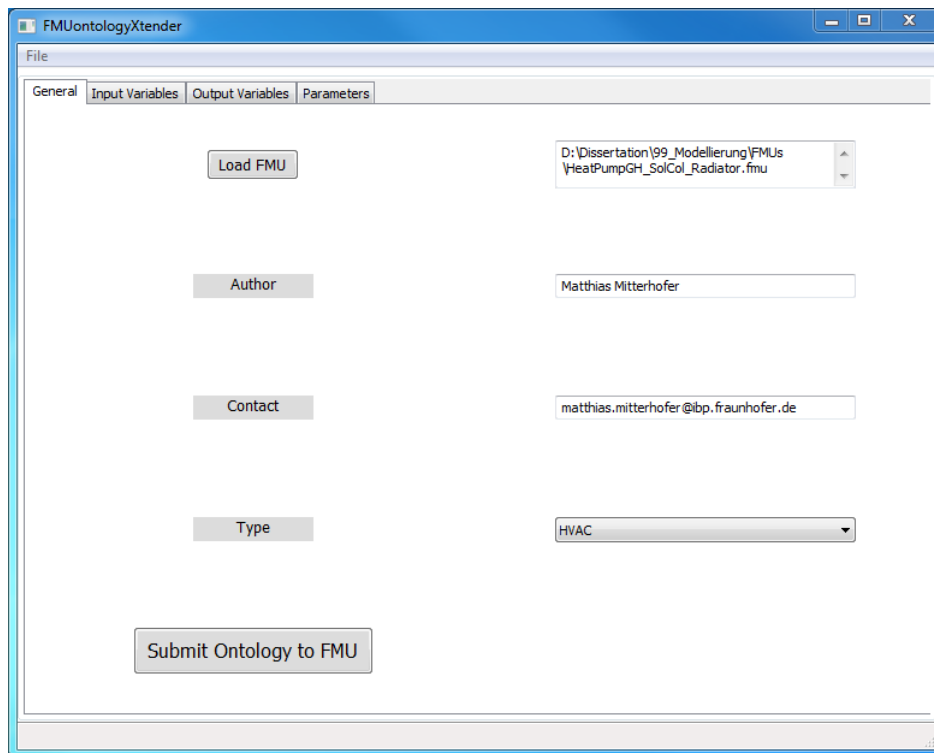 FMUontologyXtender
File
General Input Variables Output Variables Parameters
Load FMU
D:\Dissertation\99_Modellierung\FMUs
\HeatPumpGH_SolCol_Radiator.fmu
Author
Matthias Mitterhofer
Contact
matthias.mitterhofer@ibp.fraunhofer.de
Type
HVAC
Submit Ontology to FMU